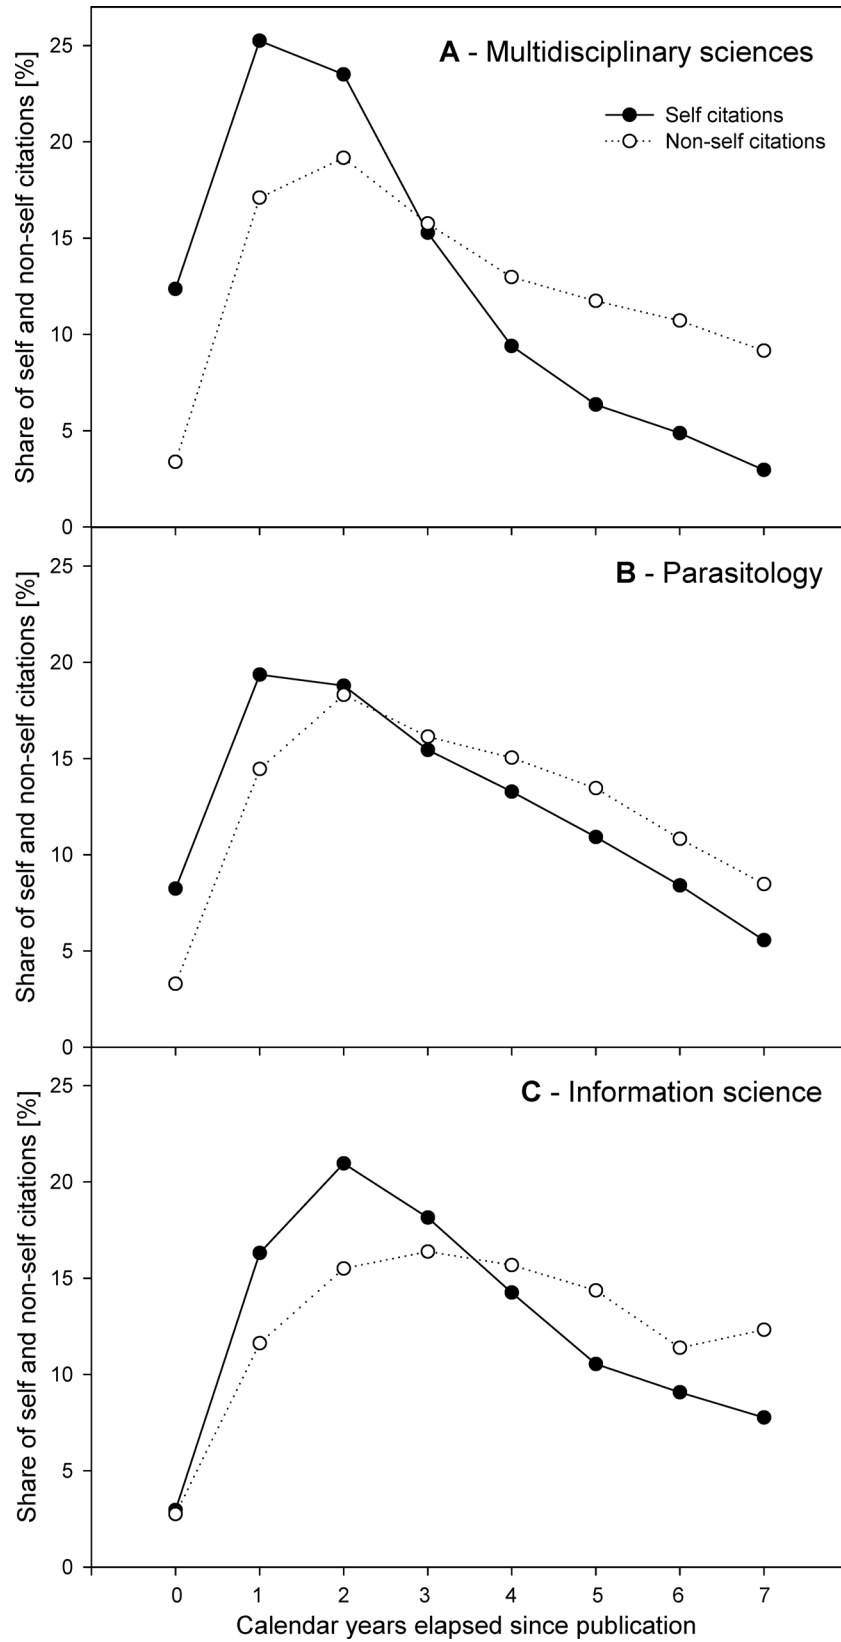 A - Multidisciplinary sciences
Self citations
Non-self citations
Share of self and non-self citations [%]
25
20
15
10
5
0
B - Parasitology
Share of self and non-self citations [%]
25
20
15
10
5
0
C - Information science
Share of self and non-self citations [%]
25
20
15
10
5
0
0 1 2 3 4 5 6 7
Calendar years elapsed since publication